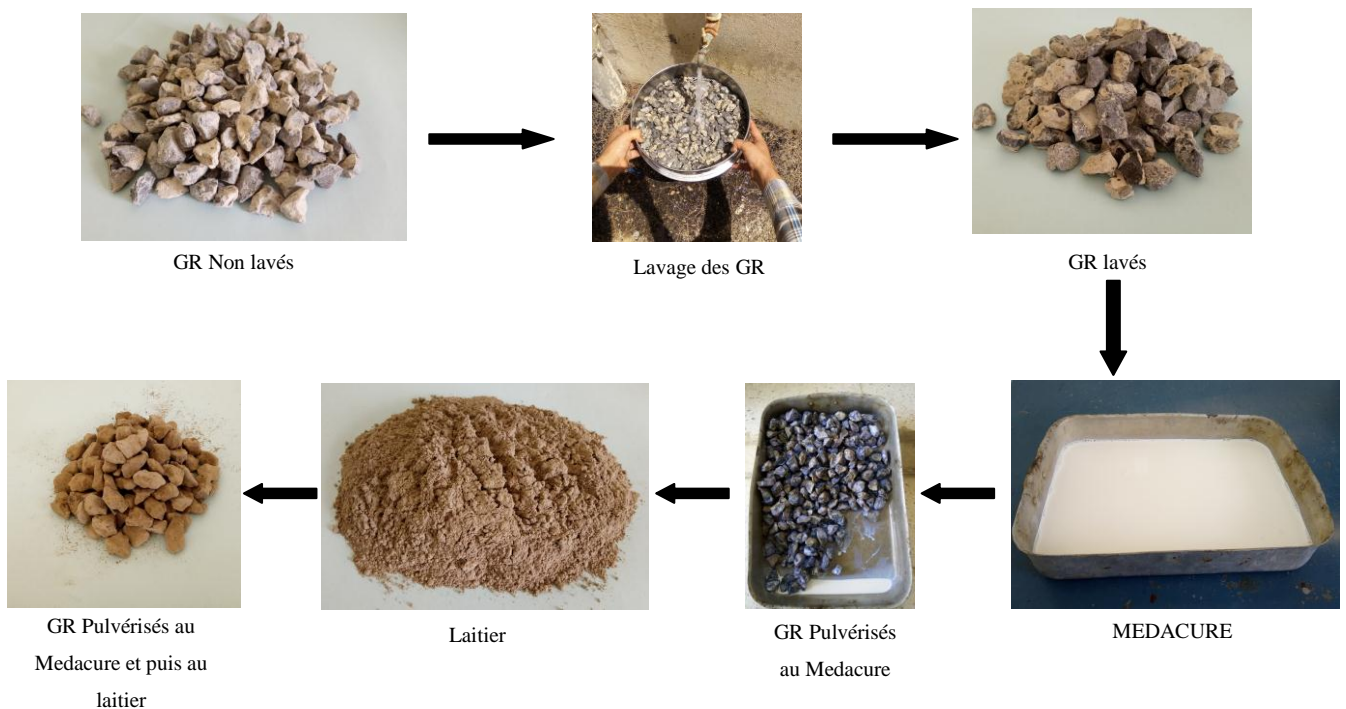 GR Non lavés
Lavage des GR
GR lavés
MEDACURE
GR Pulvérisés
au Medacure
Laitier
GR Pulvérisés au
Medacure et puis au
laitier